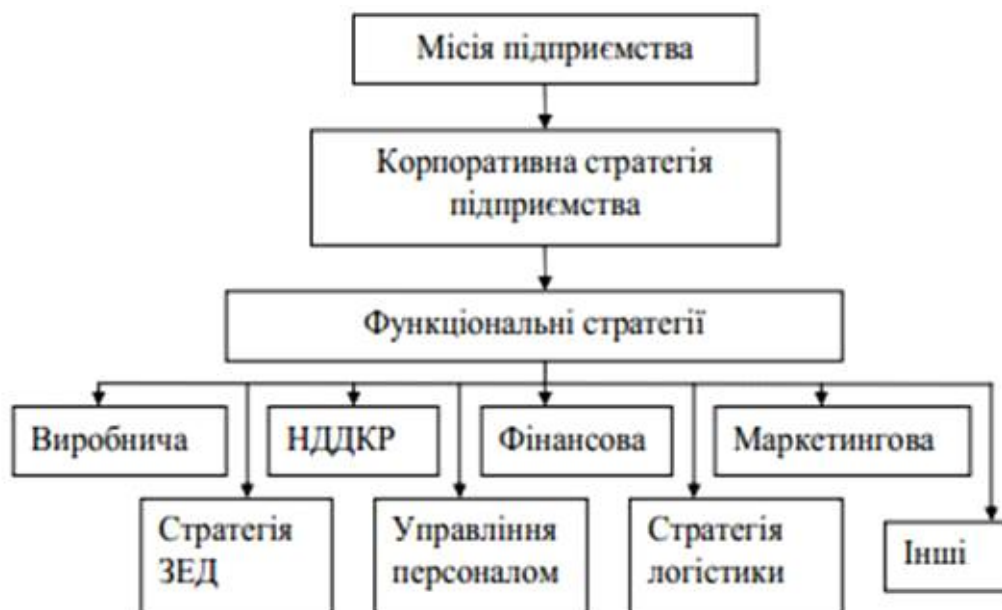 Місія підприємства
Корпоративна стратегія
підприємства
Функціональні стратегії
Виробнича
НДДКР
Фінансова
Маркетингова
Стратегія
ЗЕД
Управління
персоналом
Стратегія
логістики
Інші